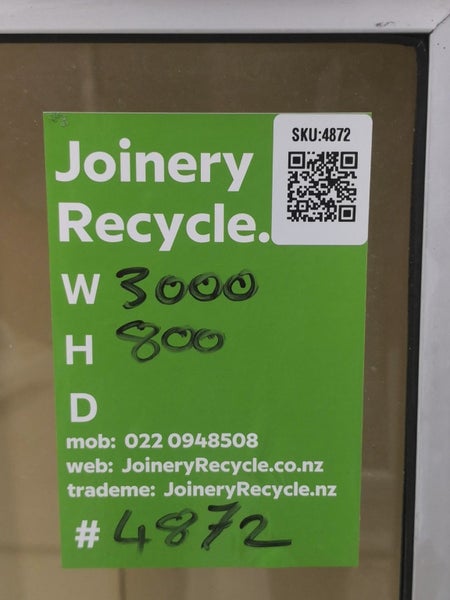 SKU:4872
Joinery
Recycle.
W 3000
H 800
D
mob: 022 0948508
web: JoineryRecycle.co.nz
trademe: JoineryRecycle.nz
# 4872